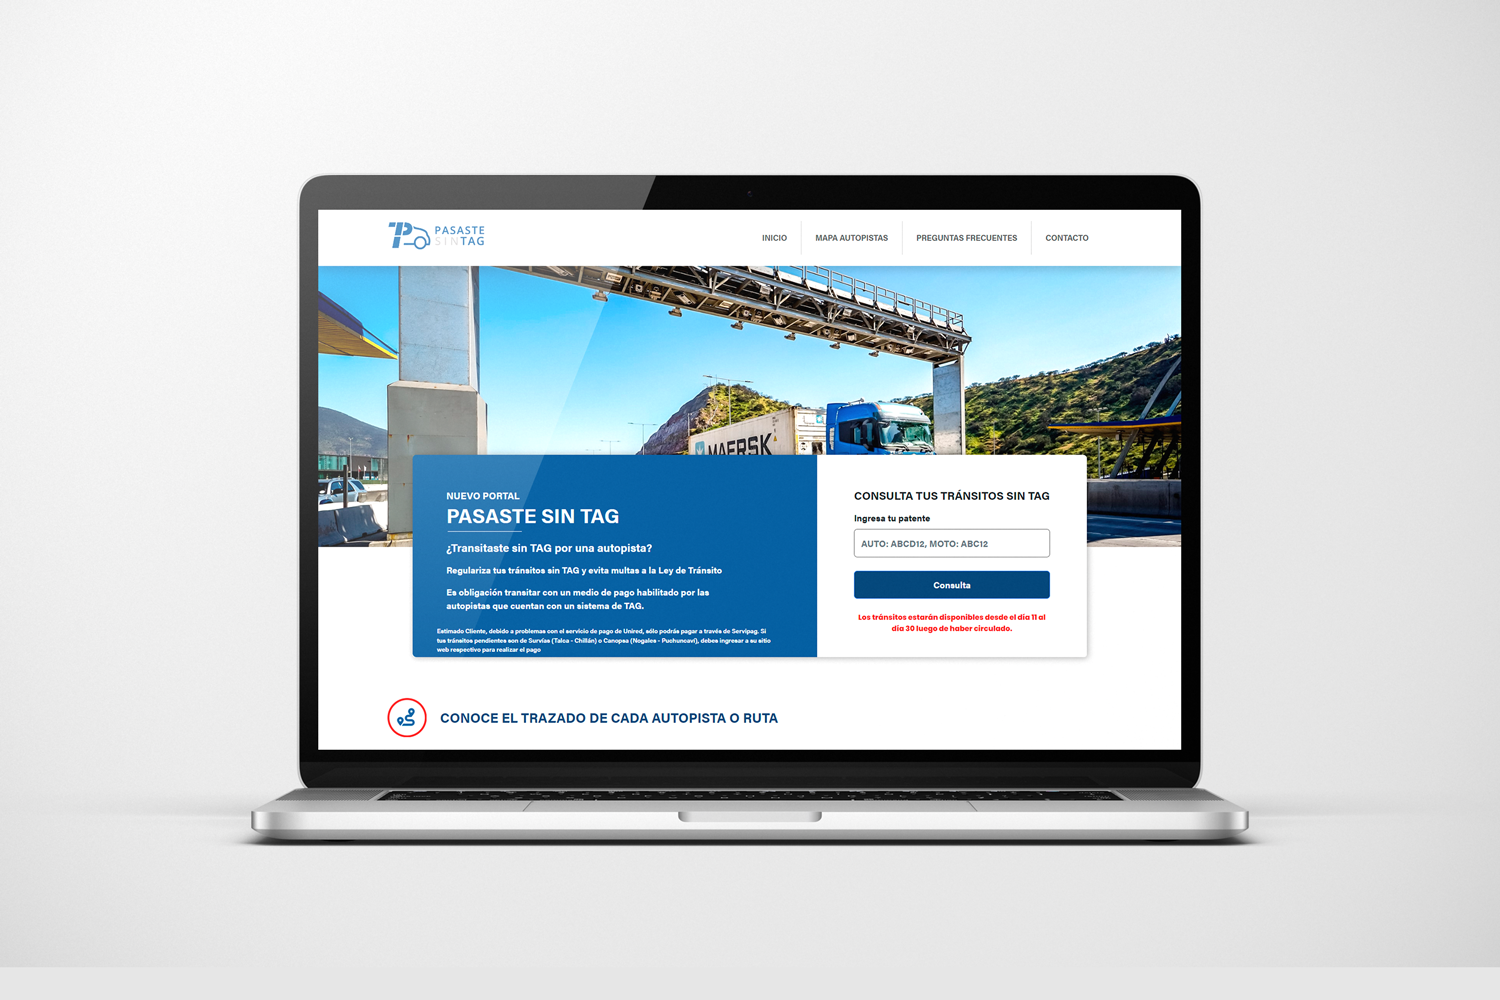 PASASTE
SINTAG
INICIO
MAPA AUTOPISTAS
PREGUNTAS FRECUENTES
CONTACTO
MAERSK
NUEVO PORTAL
PASASTE SIN TAG
¿Transitaste sin TAG por una autopista?
Regulariza tus tránsitos sin TAG y evita multas a la Ley de Tránsito
Es obligación transitar con un medio de pago habilitado por las
autopistas que cuentan con un sistema de TAG.
Estimado Cliente, debido a problemas con el servicio de pago de Unired, sólo podrás pagar a través de Servipag. Si
tus tránsitos pendientes son de Survías (Talca - Chillán) o Canopsa (Nogales - Puchuncaví), debes ingresar a su sitio
web respectivo para realizar el pago
CONSULTA TUS TRÁNSITOS SIN TAG
Ingresa tu patente
AUTO: ABCD12, MOTO: ABC12
Consulta
Los tránsitos estarán disponibles desde el día 11 al
día 30 luego de haber circulado.
CONOCE EL TRAZADO DE CADA AUTOPISTA O RUTA